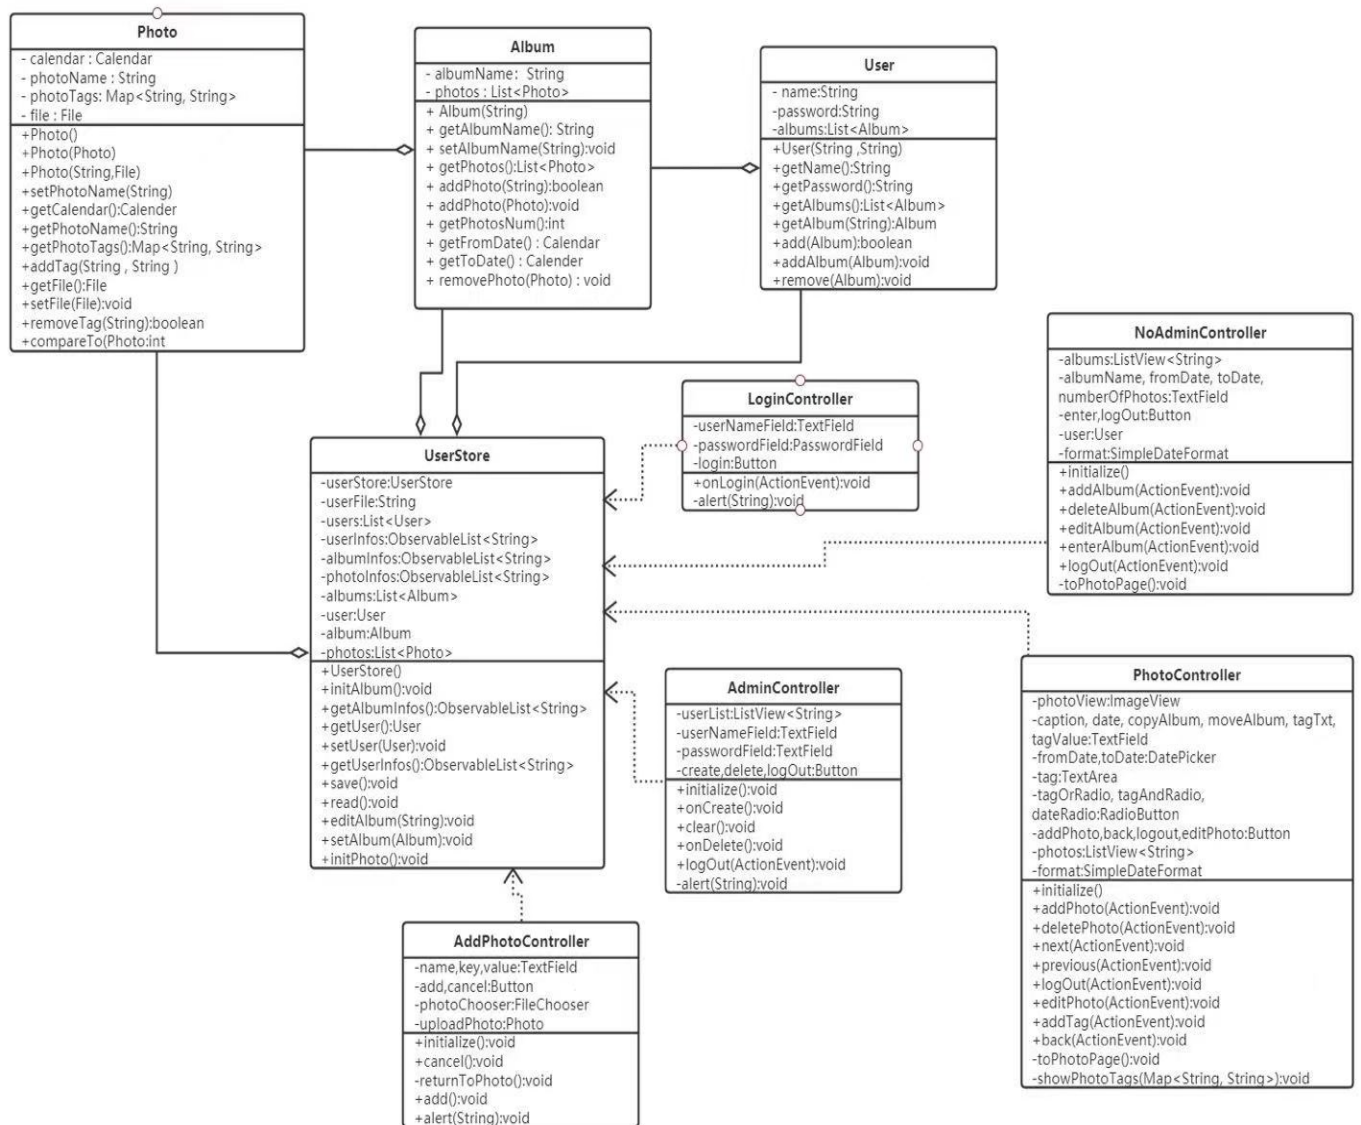 Photo
- calendar : Calendar
- photoName : String
- photoTags: Map<String, String>
- file : File
+Photo()
+Photo(Photo)
+Photo(String,File)
+setPhotoName(String)
+getCalendar():Calender
+getPhotoName():String
+getPhotoTags():Map<String, String>
+addTag(String , String )
+getFile():File
+setFile(File):void
+removeTag(String):boolean
+compareTo(Photo:int
Album
- albumName: String
- photos : List<Photo>
+ Album(String)
+ getAlbumName(): String
+ setAlbumName(String):void
+ getPhotos():List<Photo>
+ addPhoto(String):boolean
+ addPhoto(Photo):void
+ getPhotosNum():int
+ getFromDate() : Calendar
+ getToDate() : Calender
+ removePhoto(Photo) : void
User
- name:String
-password:String
-albums:List<Album>
+User(String ,String)
+getName():String
+getPassword():String
+getAlbums():List<Album>
+getAlbum(String):Album
+add(Album):boolean
+addAlbum(Album):void
+remove(Album):void
NoAdminController
-albums:ListView<String>
-albumName, fromDate, toDate,
numberOfPhotos:TextField
-enter,logOut:Button
-user:User
-format:SimpleDateFormat
+initialize()
+addAlbum(ActionEvent):void
+deleteAlbum(ActionEvent):void
+editAlbum(ActionEvent):void
+enterAlbum(ActionEvent):void
+logOut(ActionEvent):void
-toPhotoPage():void
LoginController
-userNameField:TextField
-passwordField:PasswordField
-login:Button
+onLogin(ActionEvent):void
-alert(String):void
UserStore
-userStore:UserStore
-userFile:String
-users:List<User>
-userInfos:ObservableList<String>
-albumInfos:ObservableList<String>
-photoInfos:ObservableList<String>
-albums:List<Album>
-user:User
-album:Album
-photos:List<Photo>
+UserStore()
+initAlbum():void
+getAlbumInfos():ObservableList<String>
+getUser():User
+setUser(User):void
+getUserInfos():ObservableList<String>
+save():void
+read():void
+editAlbum(String):void
+setAlbum(Album):void
+initPhoto():void
AdminController
-userList:ListView<String>
-userNameField:TextField
-passwordField:TextField
-create,delete,logOut:Button
+initialize():void
+onCreate():void
+clear():void
+onDelete():void
+logOut(ActionEvent):void
-alert(String):void
PhotoController
-photoView:ImageView
-caption, date, copyAlbum, moveAlbum, tagTxt,
tagValue:TextField
-fromDate,toDate:DatePicker
-tag:TextArea
-tagOrRadio, tagAndRadio,
dateRadio:RadioButton
-addPhoto,back,logout,editPhoto:Button
-photos:ListView<String>
-format:SimpleDateFormat
+initialize()
+addPhoto(ActionEvent):void
+deletePhoto(ActionEvent):void
+next(ActionEvent):void
+previous(ActionEvent):void
+logOut(ActionEvent):void
+editPhoto(ActionEvent):void
+addTag(ActionEvent):void
+back(ActionEvent):void
-toPhotoPage():void
-showPhotoTags(Map<String, String>):void
AddPhotoController
-name,key,value:TextField
-add,cancel:Button
-photoChooser:FileChooser
-uploadPhoto:Photo
+initialize():void
+cancel():void
-returnToPhoto():void
+add():void
+alert(String):void